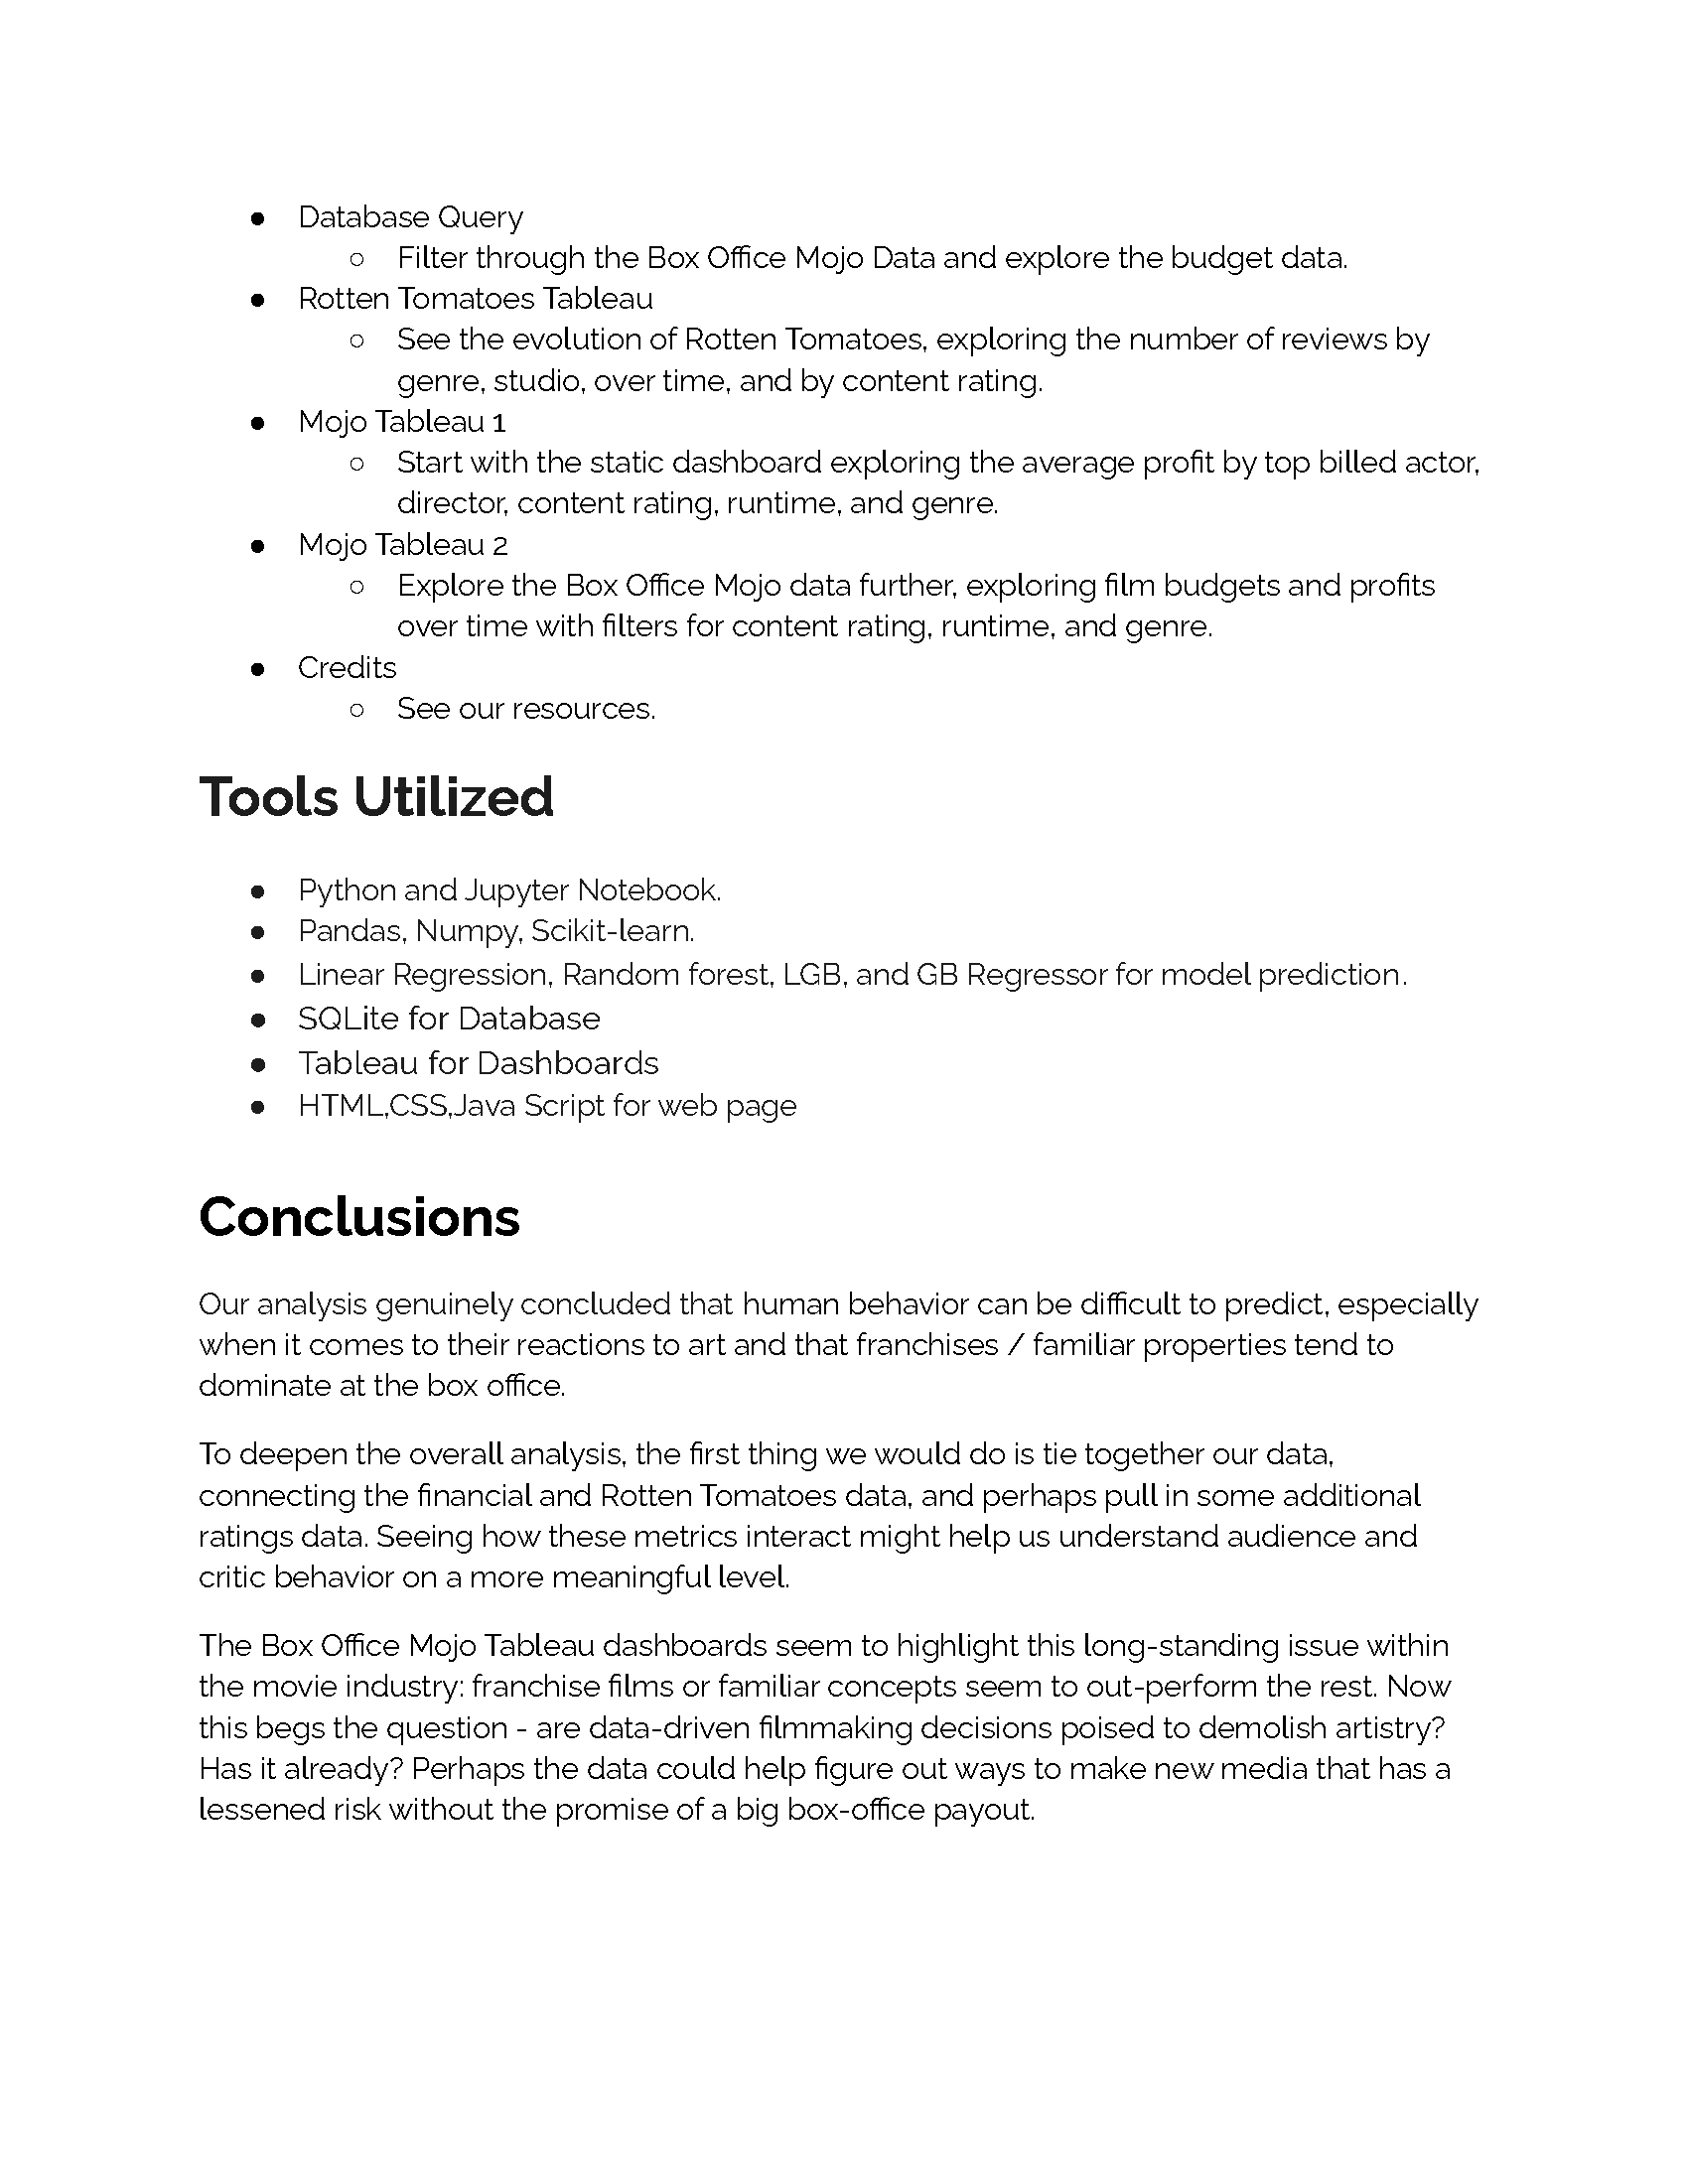 ● Database Query
○ Filter through the Box Office Mojo Data and explore the budget data.
● Rotten Tomatoes Tableau
○ See the evolution of Rotten Tomatoes, exploring the number of reviews by
genre, studio, over time, and by content rating.
● Mojo Tableau 1
○ Start with the static dashboard exploring the average profit by top billed actor,
director, content rating, runtime, and genre.
● Mojo Tableau 2
○ Explore the Box Office Mojo data further, exploring film budgets and profits
over time with filters for content rating, runtime, and genre.
● Credits
○ See our resources.
Tools Utilized
● Python and Jupyter Notebook.
● Pandas, Numpy, Scikit-learn.
● Linear Regression, Random forest, LGB, and GB Regressor for model prediction.
● SQLite for Database
● Tableau for Dashboards
● HTML,CSS,Java Script for web page
Conclusions
Our analysis genuinely concluded that human behavior can be difficult to predict, especially
when it comes to their reactions to art and that franchises / familiar properties tend to
dominate at the box office.
To deepen the overall analysis, the first thing we would do is tie together our data,
connecting the financial and Rotten Tomatoes data, and perhaps pull in some additional
ratings data. Seeing how these metrics interact might help us understand audience and
critic behavior on a more meaningful level.
The Box Office Mojo Tableau dashboards seem to highlight this long-standing issue within
the movie industry: franchise films or familiar concepts seem to out-perform the rest. Now
this begs the question - are data-driven filmmaking decisions poised to demolish artistry?
Has it already? Perhaps the data could help figure out ways to make new media that has a
lessened risk without the promise of a big box-office payout.